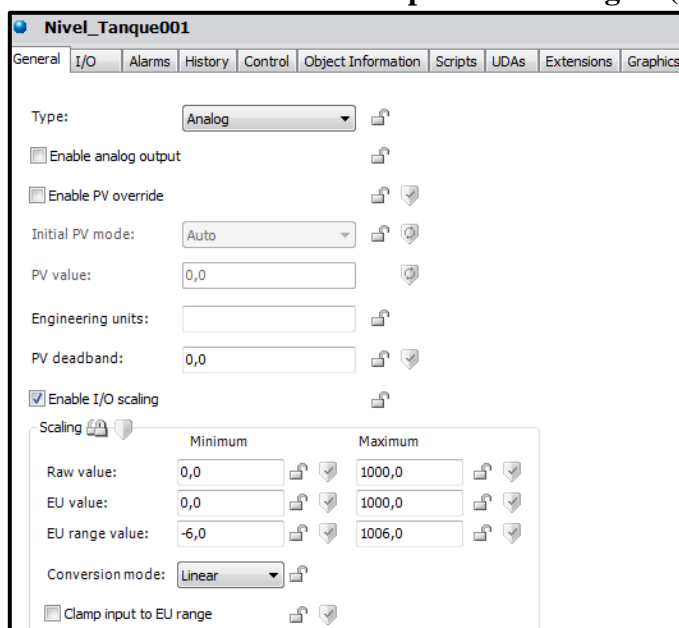 Nivel_Tanque001
General I/O Alarms History Control Object Information Scripts UDAs Extensions Graphics
Type: Analog
Enable analog output
Enable PV override
Initial PV mode: Auto
PV value: 0,0
Engineering units:
PV deadband: 0,0
Enable I/O scaling
Scaling
Minimum Maximum
Raw value: 0,0 1000,0
EU value: 0,0 1000,0
EU range value: -6,0 1006,0
Conversion mode: Linear
Clamp input to EU range